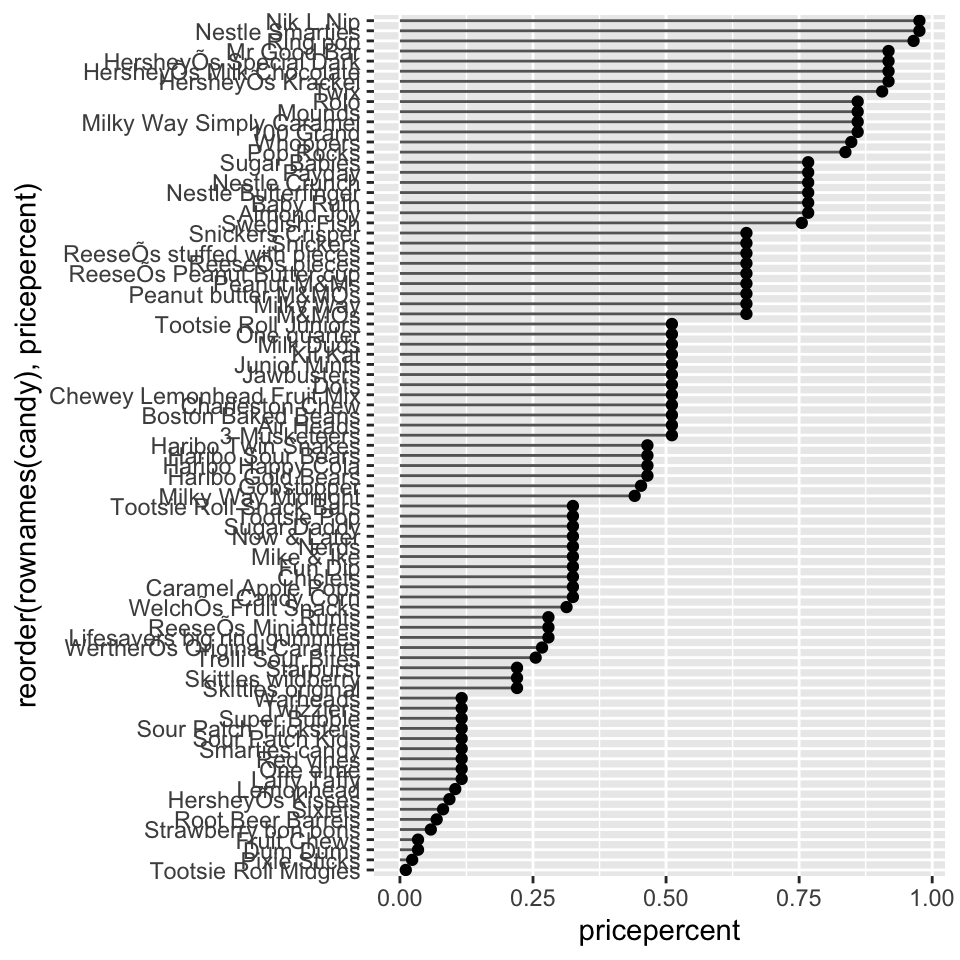 Nik L Nip
Nestle Smarties
Ring pop
Mr Good Bar
HersheyÕs Special Dark
HersheyÕs Milk Chocolate
HersheyÕs Krackel
Twix
Rolo
Mounds
Milky Way Simply Caramel
100 Grand
Whoppers
Pop Rocks
Sugar Babies
Payday
Nestle Crunch
Nestle Butterfinger
Baby Ruth
Almond Joy
Swedish Fish
Snickers Crisper
Snickers
ReeseÕs stuffed with pieces
ReeseÕs pieces
ReeseÕs Peanut Butter cup
Peanut M&Ms
Peanut butter M&MÕs
Milky Way
M&MÕs
Tootsie Roll Juniors
One quarter
Milk Duds
Kit Kat
Junior Mints
Jawbusters
Dots
Chewey Lemonhead Fruit Mix
Charleston Chew
Boston Baked Beans
Air Heads
3 Musketeers
Haribo Twin Snakes
Haribo Sour Bears
Haribo Happy Cola
Haribo Gold Bears
Gobstopper
Milky Way Midnight
Tootsie Roll Snack Bars
Tootsie Pop
Sugar Daddy
Now & Later
Nerds
Mike & Ike
Fun Dip
Chiclets
Caramel Apple Pops
Candy Corn
WelchÕs Fruit Snacks
Runts
ReeseÕs Miniatures
Lifesavers big ring gummies
WertherÕs Original Caramel
Trolli Sour Bites
Starburst
Skittles wildberry
Skittles original
Warheads
Twizzlers
Super Bubble
Sour Patch Tricksters
Sour Patch Kids
Smarties candy
Red vines
One dime
Laffy Taffy
Lemonhead
HersheyÕs Kisses
Sixlets
Root Beer Barrels
Strawberry bon bons
Fruit Chews
Dum Dums
Pixie Sticks
Tootsie Roll Midgies
reorder(rownames(candy), pricepercent)
0.00 0.25 0.50 0.75 1.00
pricepercent